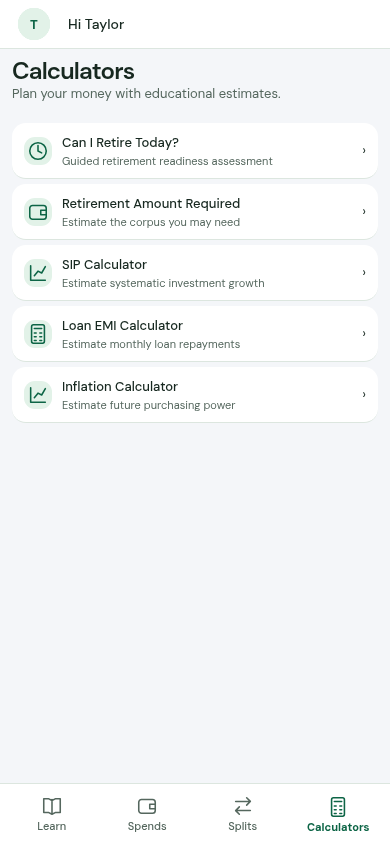 T
Hi Taylor
Calculators
Plan your money with educational estimates.
Can I Retire Today?
Guided retirement readiness assessment
›
Retirement Amount Required
Estimate the corpus you may need
›
SIP Calculator
Estimate systematic investment growth
›
Loan EMI Calculator
Estimate monthly loan repayments
›
Inflation Calculator
Estimate future purchasing power
›
Learn
Spends
Splits
Calculators